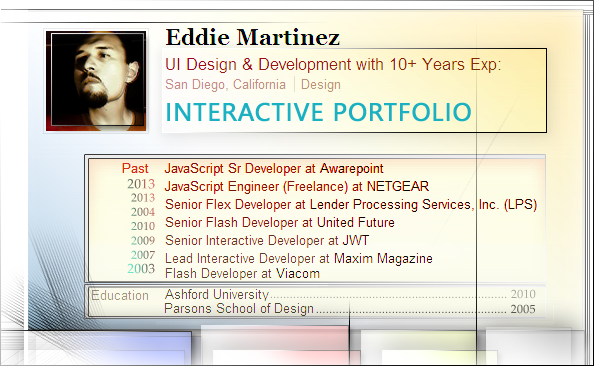 Eddie Martinez
UI Design & Development with 10+ Years Exp:
San Diego, California | Design
INTERACTIVE PORTFOLIO
Past JavaScript Sr Developer at Awarepoint
2013 JavaScript Engineer (Freelance) at NETGEAR
2013 Senior Flex Developer at Lender Processing Services, Inc. (LPS)
2004
2010 Senior Flash Developer at United Future
2009 Senior Interactive Developer at JWT
2007 Lead Interactive Developer at Maxim Magazine
2003 Flash Developer at Viacom
Education Ashford University 2010
Parsons School of Design 2005